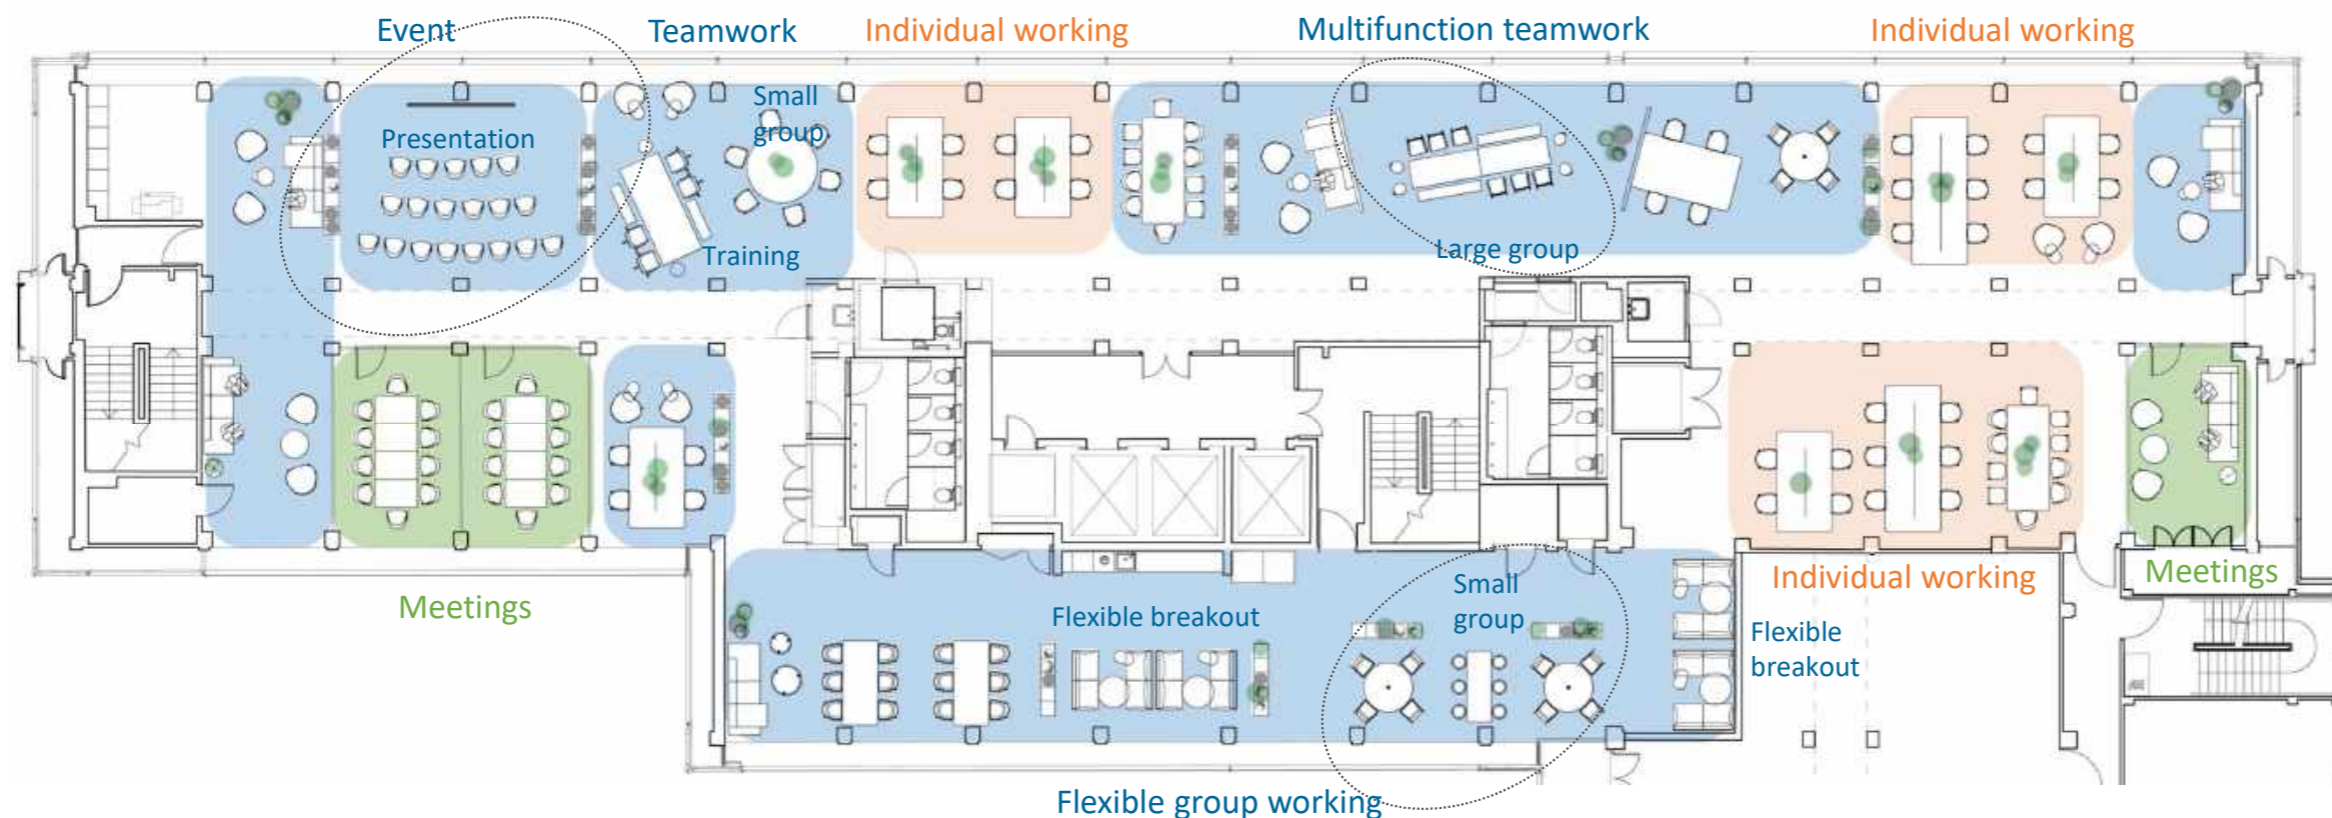 Event
Teamwork
Individual working
Multifunction teamwork
Individual working
Presentation
Small
group
Training
Large group
Meetings
Individual working
Meetings
Flexible breakout
Small
group
Flexible
breakout
Flexible group working